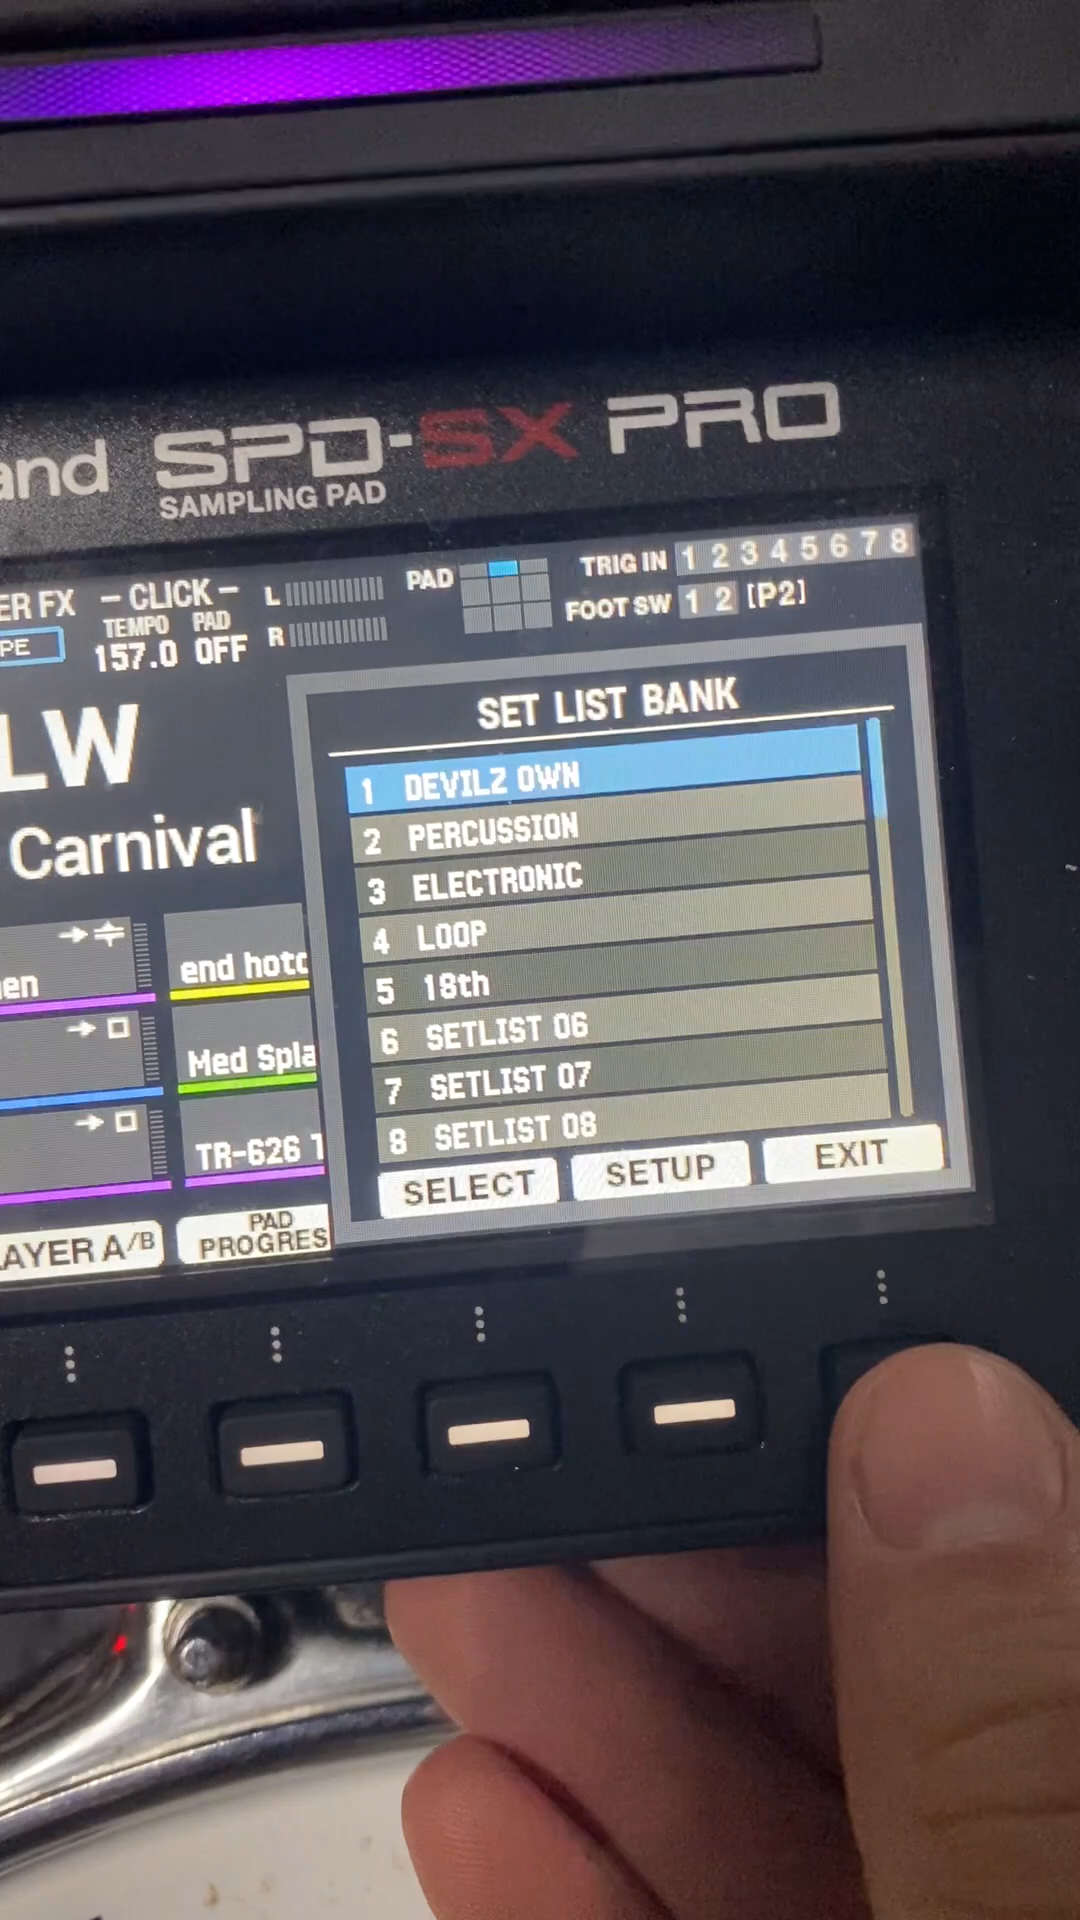 and SPD-SX PRO
SAMPLING PAD
ER FX
PE
- CLICK -
TEMPO PAD
157.0 OFF
L
R
PAD
TRIG IN 1 2 3 4 5 6 7 8
FOOT SW 1 2 [P2]
LW
Carnival
en
end hotc
Med Spla
TR-626 T
AYER A/B
PAD
PROGRES
SET LIST BANK
1 DEVILZ OWN
2 PERCUSSION
3 ELECTRONIC
4 LOOP
5 18th
6 SETLIST 06
7 SETLIST 07
8 SETLIST 08
SELECT SETUP EXIT